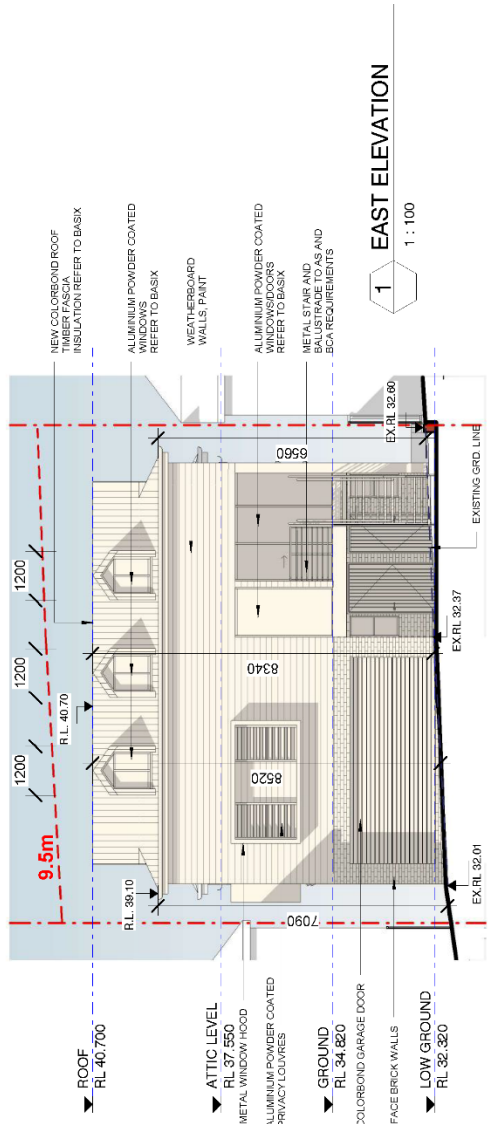 9.5m
1200
1200
1200
NEW COLORBOND ROOF
TIMBER FASCIA
INSULATION REFER TO BASIX
ALUMINIUM POWDER COATED
WINDOWS
REFER TO BASIX
WEATHERBOARD
WALLS, PAINT
ALUMINIUM POWDER COATED
WINDOWS/DOORS
REFER TO BASIX
METAL STAIR AND
BALUSTRADE TO AS AND
BCA REQUIREMENTS
ROOF
RL 40.700
R.L. 40.70
R.L. 39.10
ATTIC LEVEL
RL 37.550
METAL WINDOW HOOD
ALUMINIUM POWDER COATED
PRIVACY LOUVRES
GROUND
RL 34.820
COLORBOND GARAGE DOOR
FACE BRICK WALLS
LOW GROUND
RL 32.320
7090
8520
8340
6560
EX.RL 32.01
EX.RL 32.37
EX.RL 32.60
EXISTING GRD. LINE
1
EAST ELEVATION
1 : 100